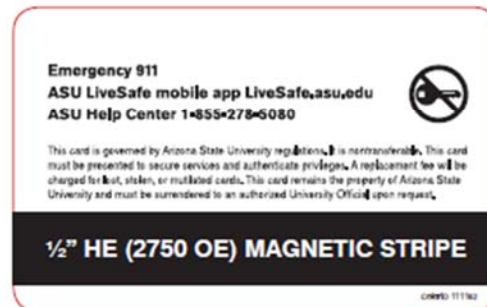 Emergency 911
ASU LiveSafe mobile app LiveSafe.asu.edu
ASU Help Center 1-855-278-5080
This card is governed by Arizona State University regulations. It is nontransferable. This card
must be presented to secure services and authenticate privileges. A replacement fee will be
charged for lost, stolen, or mutilated cards. This card remains the property of Arizona State
University and must be surrendered to an authorized University Official upon request.
½” HE (2750 OE) MAGNETIC STRIPE